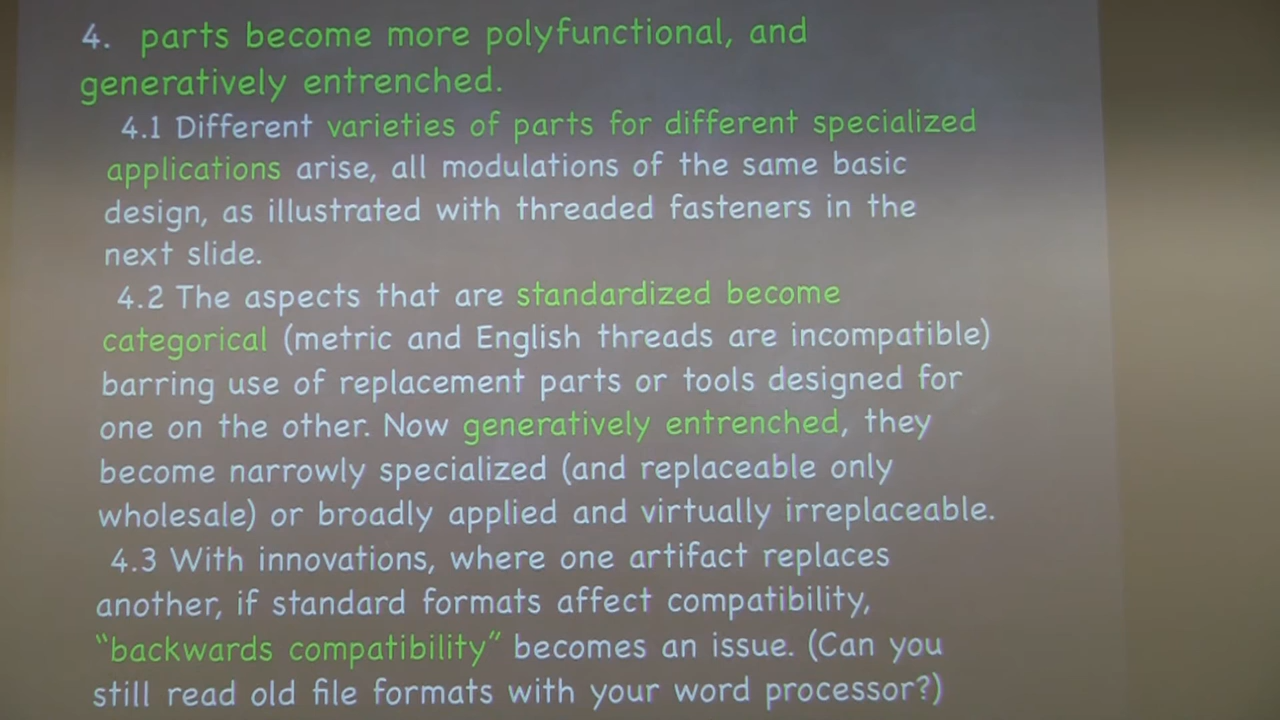 4. parts become more polyfunctional, and
generatively entrenched.
4.1 Different varieties of parts for different specialized
applications arise, all modulations of the same basic
design, as illustrated with threaded fasteners in the
next slide.
4.2 The aspects that are standardized become
categorical (metric and English threads are incompatible)
barring use of replacement parts or tools designed for
one on the other. Now generatively entrenched, they
become narrowly specialized (and replaceable only
wholesale) or broadly applied and virtually irreplaceable.
4.3 With innovations, where one artifact replaces
another, if standard formats affect compatibility,
“backwards compatibility” becomes an issue. (Can you
still read old file formats with your word processor?)